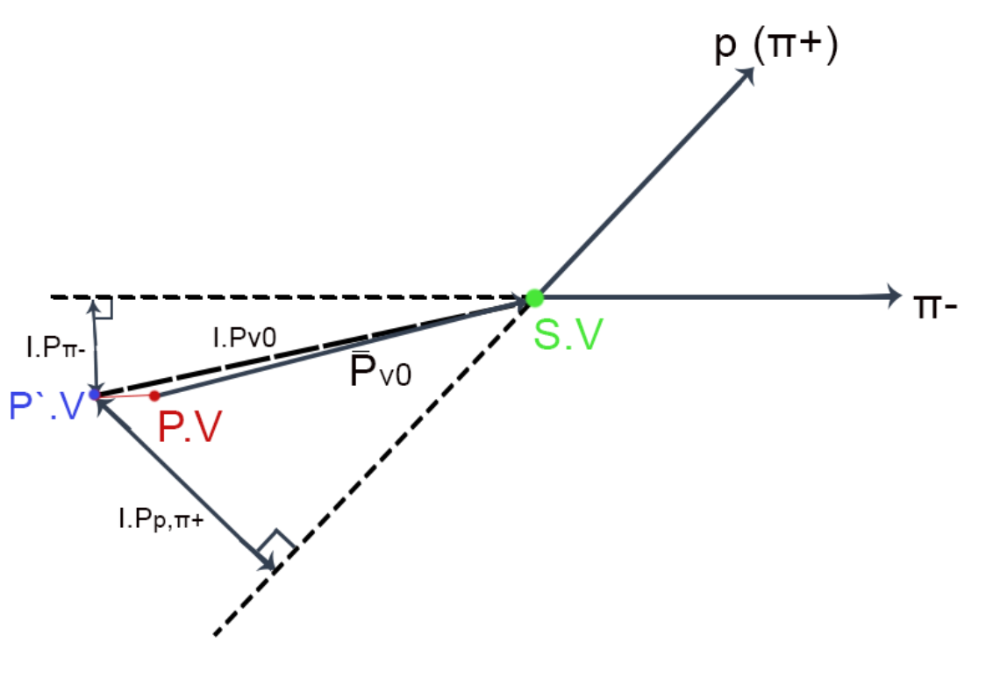 p (π+)
π-
I.Pv0
I.Pπ-
P̅v0
S.V
P`.V
P.V
I.Pp,π+